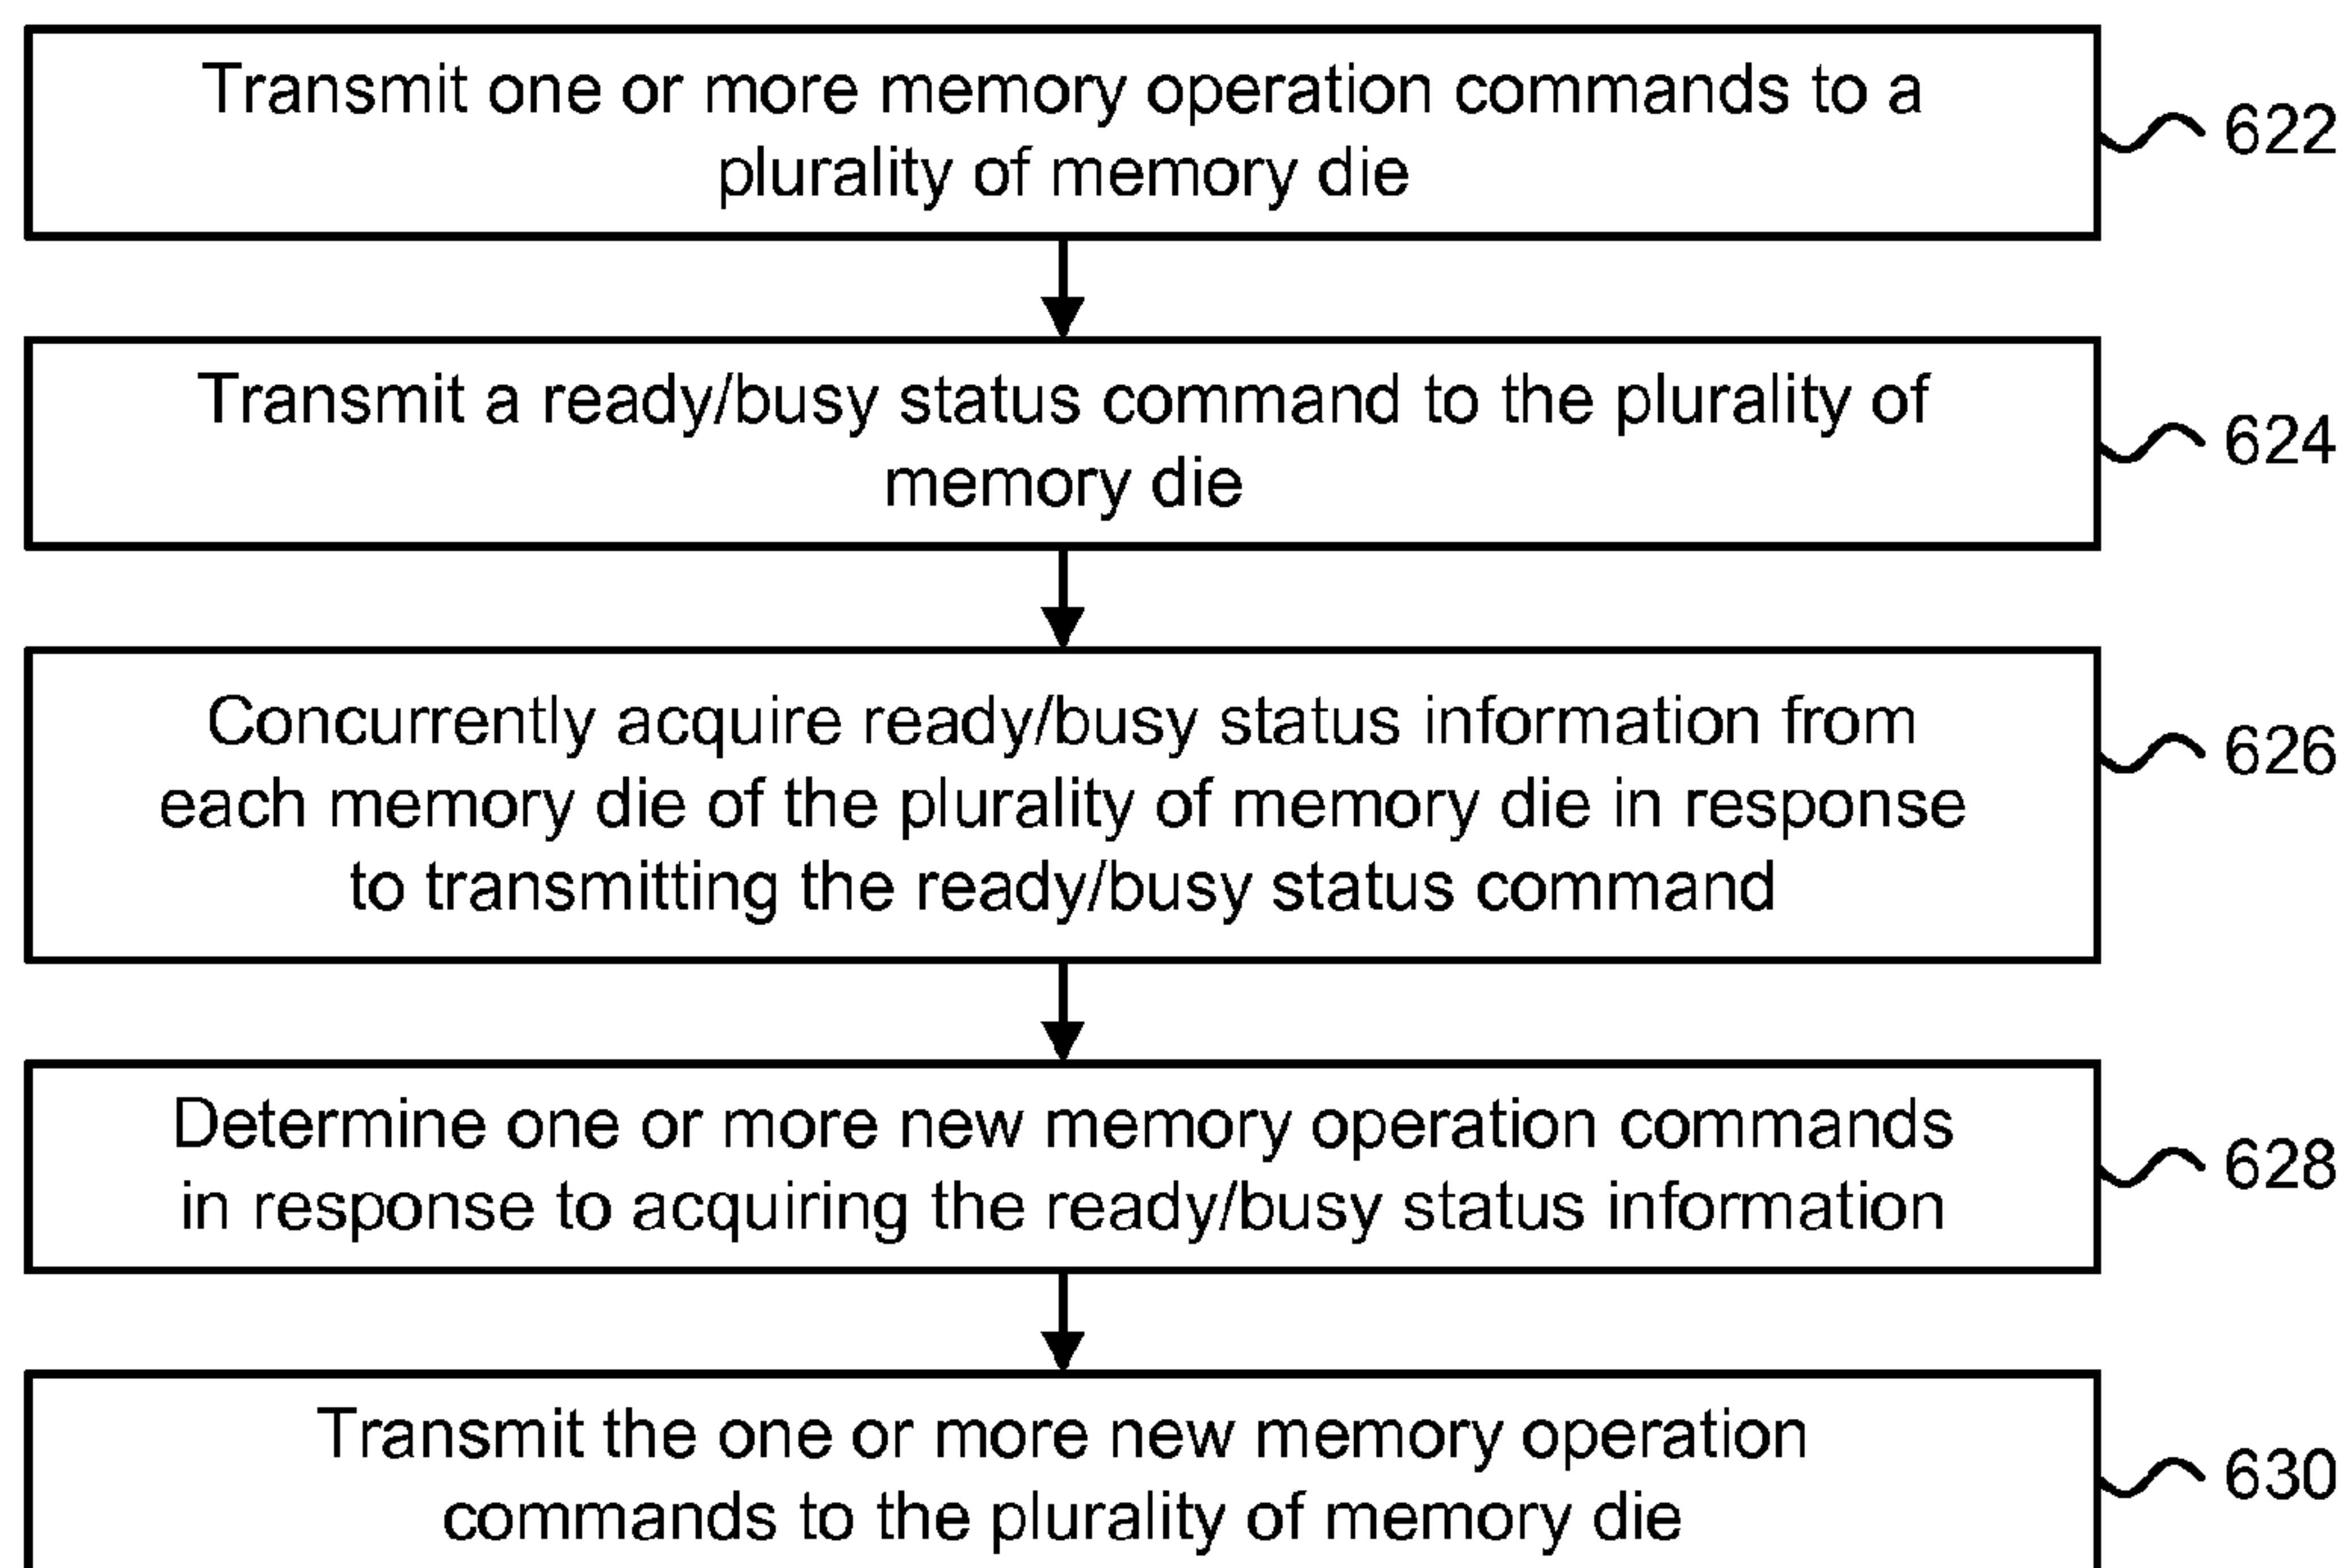 Transmit one or more memory operation commands to a
plurality of memory die
622
Transmit a ready/busy status command to the plurality of
memory die
624
Concurrently acquire ready/busy status information from
each memory die of the plurality of memory die in response
to transmitting the ready/busy status command
626
Determine one or more new memory operation commands
in response to acquiring the ready/busy status information
628
Transmit the one or more new memory operation
commands to the plurality of memory die
630